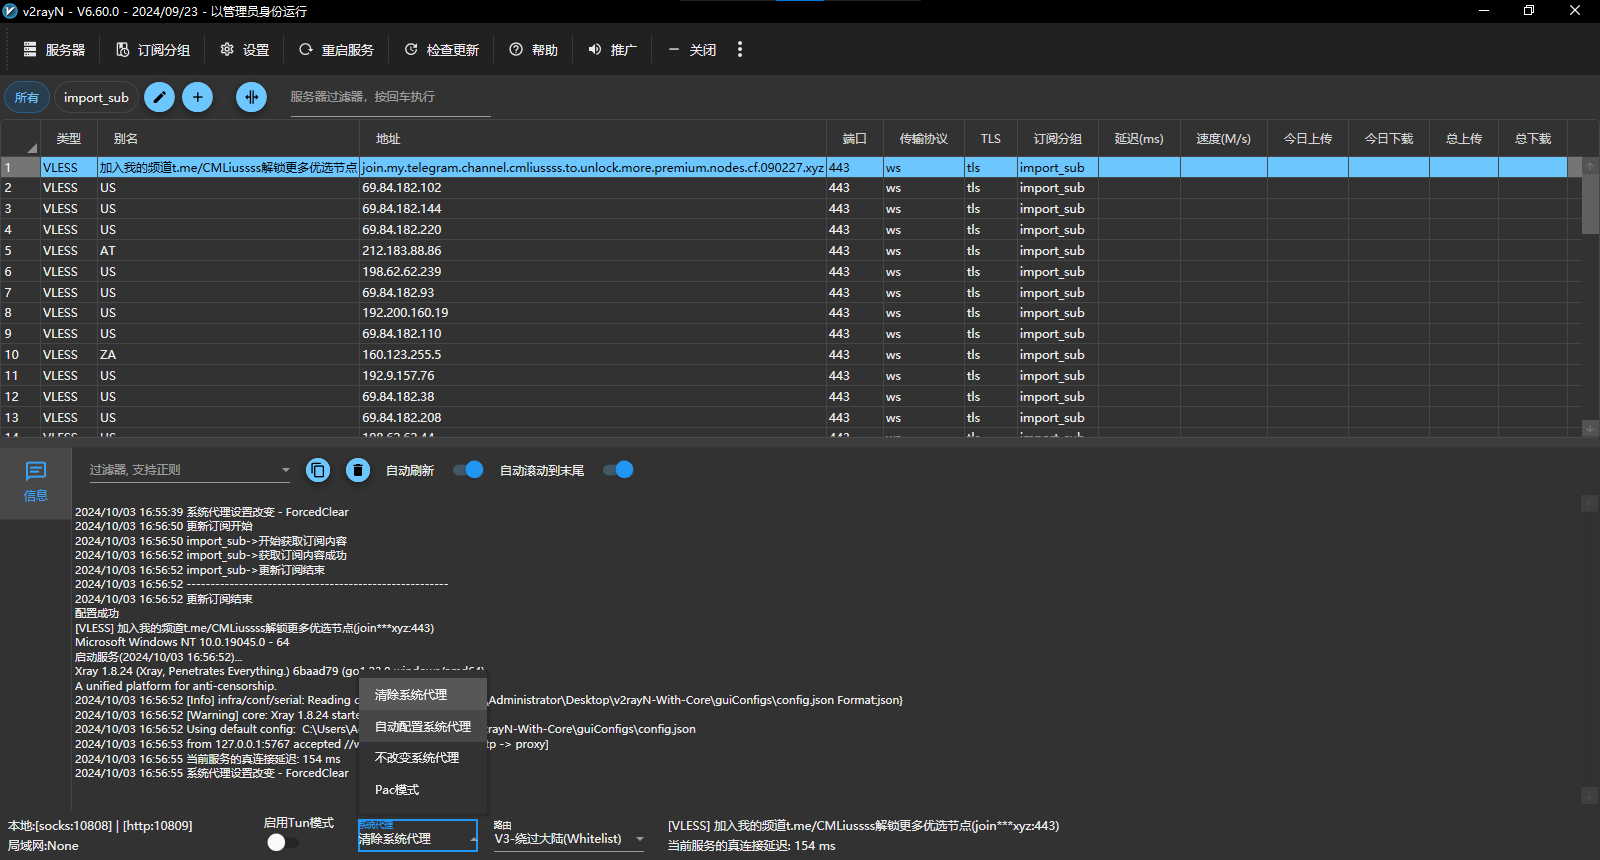 v2rayN - V6.60.0 - 2024/09/23 - 以管理员身份运行
服务器 订阅分组 设置 重启服务 检查更新 帮助 推广 关闭
所有 import_sub 服务器过滤器，按回车执行
类型 别名 地址 端口 传输协议 TLS 订阅分组 延迟(ms) 速度(M/s) 今日上传 今日下载 总上传 总下载
1 VLESS 加入我的频道t.me/CMLiussss解锁更多优选节点 join.my.telegram.channel.cmliussss.to.unlock.more.premium.nodes.cf.090227.xyz 443 ws tls import_sub
2 VLESS US 69.84.182.102 443 ws tls import_sub
3 VLESS US 69.84.182.144 443 ws tls import_sub
4 VLESS US 69.84.182.220 443 ws tls import_sub
5 VLESS AT 212.183.88.86 443 ws tls import_sub
6 VLESS US 198.62.62.239 443 ws tls import_sub
7 VLESS US 69.84.182.93 443 ws tls import_sub
8 VLESS US 192.200.160.19 443 ws tls import_sub
9 VLESS US 69.84.182.110 443 ws tls import_sub
10 VLESS ZA 160.123.255.5 443 ws tls import_sub
11 VLESS US 192.9.157.76 443 ws tls import_sub
12 VLESS US 69.84.182.38 443 ws tls import_sub
13 VLESS US 69.84.182.208 443 ws tls import_sub
信息
过滤器, 支持正则 自动刷新 自动滚动到末尾
2024/10/03 16:55:39 系统代理设置改变 - ForcedClear
2024/10/03 16:56:50 更新订阅开始
2024/10/03 16:56:50 import_sub->开始获取订阅内容
2024/10/03 16:56:52 import_sub->获取订阅内容成功
2024/10/03 16:56:52 import_sub->更新订阅结束
2024/10/03 16:56:52 -------------------------------------------------------
2024/10/03 16:56:52 更新订阅结束
配置成功
[VLESS] 加入我的频道t.me/CMLiussss解锁更多优选节点(join***xyz:443)
Microsoft Windows NT 10.0.19045.0 - 64
启动服务(2024/10/03 16:56:52)...
Xray 1.8.24 (Xray, Penetrates Everything.) 6baad79
A unified platform for anti-censorship.
2024/10/03 16:56:52 [Info] infra/conf/serial: Reading \Administrator\Desktop\v2rayN-With-Core\guiConfigs\config.json Format:json}
2024/10/03 16:56:52 [Warning] core: Xray 1.8.24
2024/10/03 16:56:52 Using default config: C:\Users\ rayN-With-Core\guiConfigs\config.json
2024/10/03 16:56:53 from 127.0.0.1:5767 accepted -> proxy]
2024/10/03 16:56:55 当前服务的真连接延迟: 154 ms
2024/10/03 16:56:55 系统代理设置改变 - ForcedClear
清除系统代理
自动配置系统代理
不改变系统代理
Pac模式
本地:[socks:10808] | [http:10809]
局域网:None
启用Tun模式
系统代理
清除系统代理
路由
V3-绕过大陆(Whitelist)
[VLESS] 加入我的频道t.me/CMLiussss解锁更多优选节点(join***xyz:443)
当前服务的真连接延迟: 154 ms